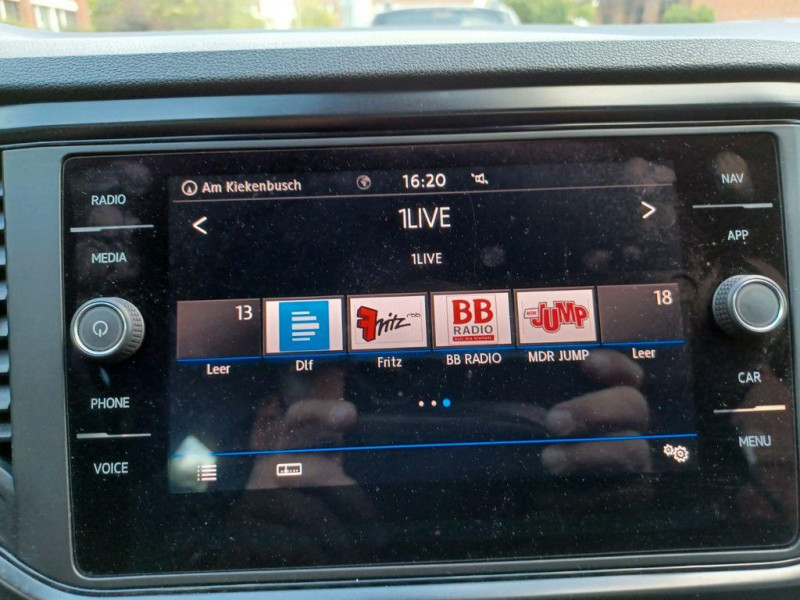 RADIO
MEDIA
PHONE
VOICE
Am Kiekenbusch
16:20
1LIVE
1LIVE
13
Leer
Dlf
Fritz rbb
Fritz
BB
RADIO
BB RADIO
MDR
JUMP
MDR JUMP
18
Leer
NAV
APP
CAR
MENU